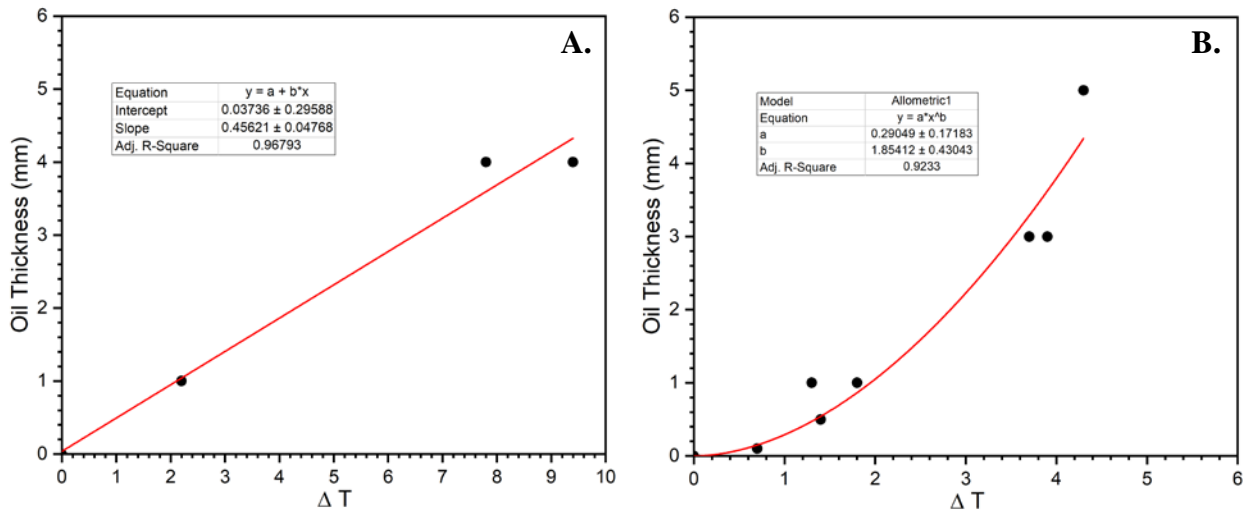 A.
Equation y = a + b*x
Intercept 0.03736 ± 0.29588
Slope 0.45621 ± 0.04768
Adj. R-Square 0.96793
Oil Thickness (mm)
6
5
4
3
2
1
0
0 1 2 3 4 5 6 7 8 9 10
Δ T
B.
Model Allometric1
Equation y = a*x^b
a 0.29049 ± 0.17183
b 1.85412 ± 0.43043
Adj. R-Square 0.9233
Oil Thickness (mm)
6
5
4
3
2
1
0
0 1 2 3 4 5 6
Δ T